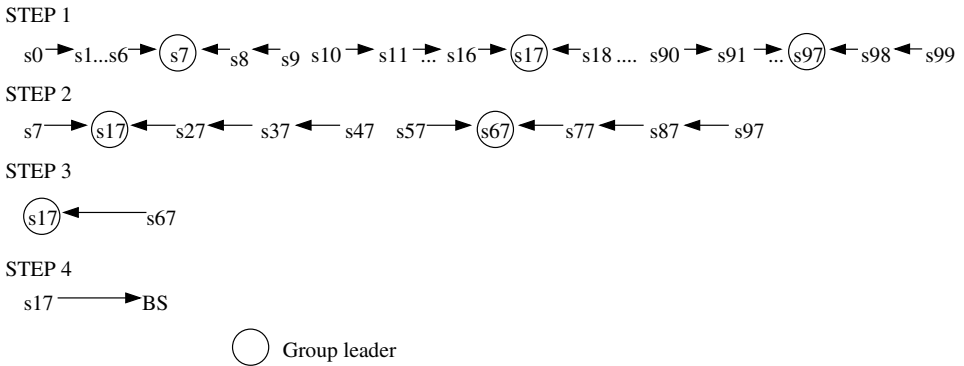 STEP 1
s0 s1...s6 s7 s8 s9 s10 s11 ... s16 s17 s18 .... s90 s91 ... s97 s98 s99
STEP 2
s7 s17 s27 s37 s47 s57 s67 s77 s87 s97
STEP 3
s17 s67
STEP 4
s17 BS
Group leader